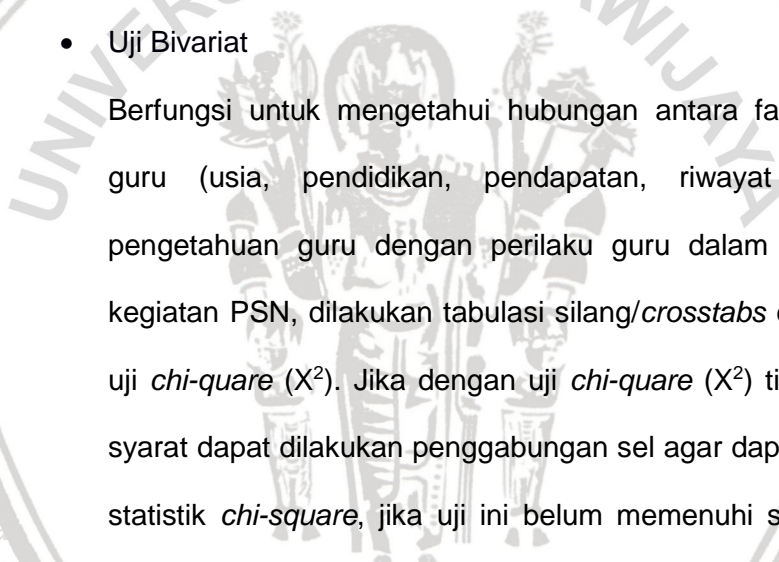 • Uji Bivariat
Berfungsi untuk mengetahui hubungan antara fa
guru (usia, pendidikan, pendapatan, riwayat
pengetahuan guru dengan perilaku guru dalam
kegiatan PSN, dilakukan tabulasi silang/crosstabs
uji chi-quare (X²). Jika dengan uji chi-quare (X²) ti
syarat dapat dilakukan penggabungan sel agar dap
statistik chi-square, jika uji ini belum memenuhi s